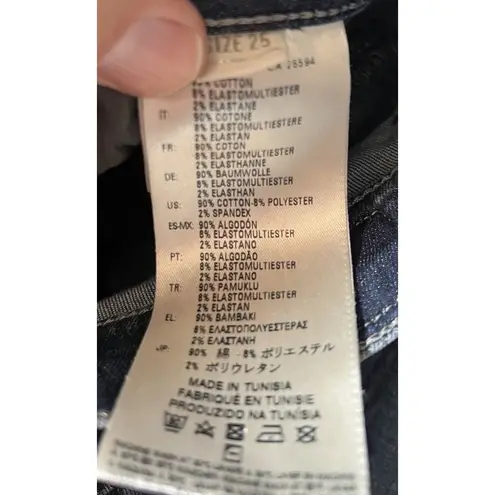 SIZE 25
CA 26594
90% COTTON
8% ELASTOMULTIESTER
2% ELASTANE
IT: 90% COTONE
8% ELASTOMULTIESTERE
2% ELASTAN
FR: 90% COTON
8% ELASTOMULTIESTER
2% ELASTHANNE
DE: 90% BAUMWOLLE
8% ELASTOMULTIESTER
2% ELASTHAN
US: 90% COTTON-8% POLYESTER
2% SPANDEX
ES-MX: 90% ALGODÓN
8% ELASTOMULTIESTER
2% ELASTANO
PT: 90% ALGODÃO
8% ELASTOMULTIESTER
2% ELASTANO
TR: 90% PAMUKLU
8% ELASTOMULTIESTER
2% ELASTAN
EL: 90% BAMBAKI
8% ΕΛΑΣΤΟΠΟΛΥΕΣΤΕΡΑΣ
2% ΕΛΑΣΤΑΝΗ
JP: 90% 綿 - 8% ポリエステル
2% ポリウレタン
MADE IN TUNISIA
FABRIQUÉ EN TUNISIE
PRODUZIDO NA TUNÍSIA